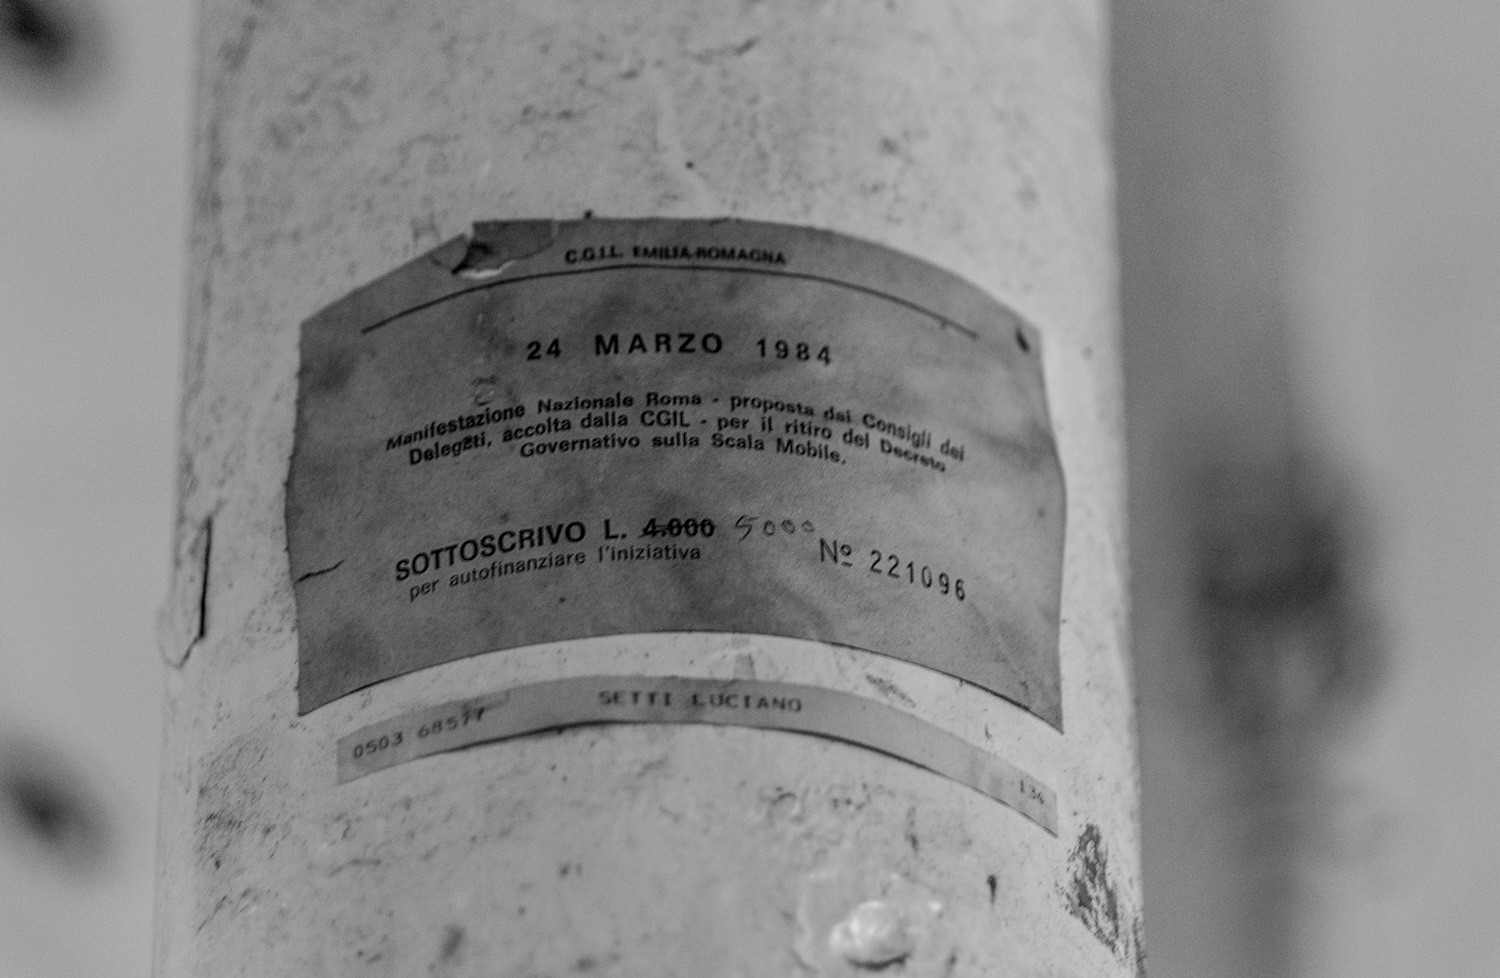 C.G.I.L. EMILIA-ROMAGNA
24 MARZO 1984
Manifestazione Nazionale Roma - proposta dai Consigli dei
Delegati, accolta dalla CGIL - per il ritiro del Decreto
Governativo sulla Scala Mobile.
SOTTOSCRIVO L. 4.000 5000
per autofinanziare l'iniziativa
Nº 221096
0503 68577 SETTI LUCIANO 136